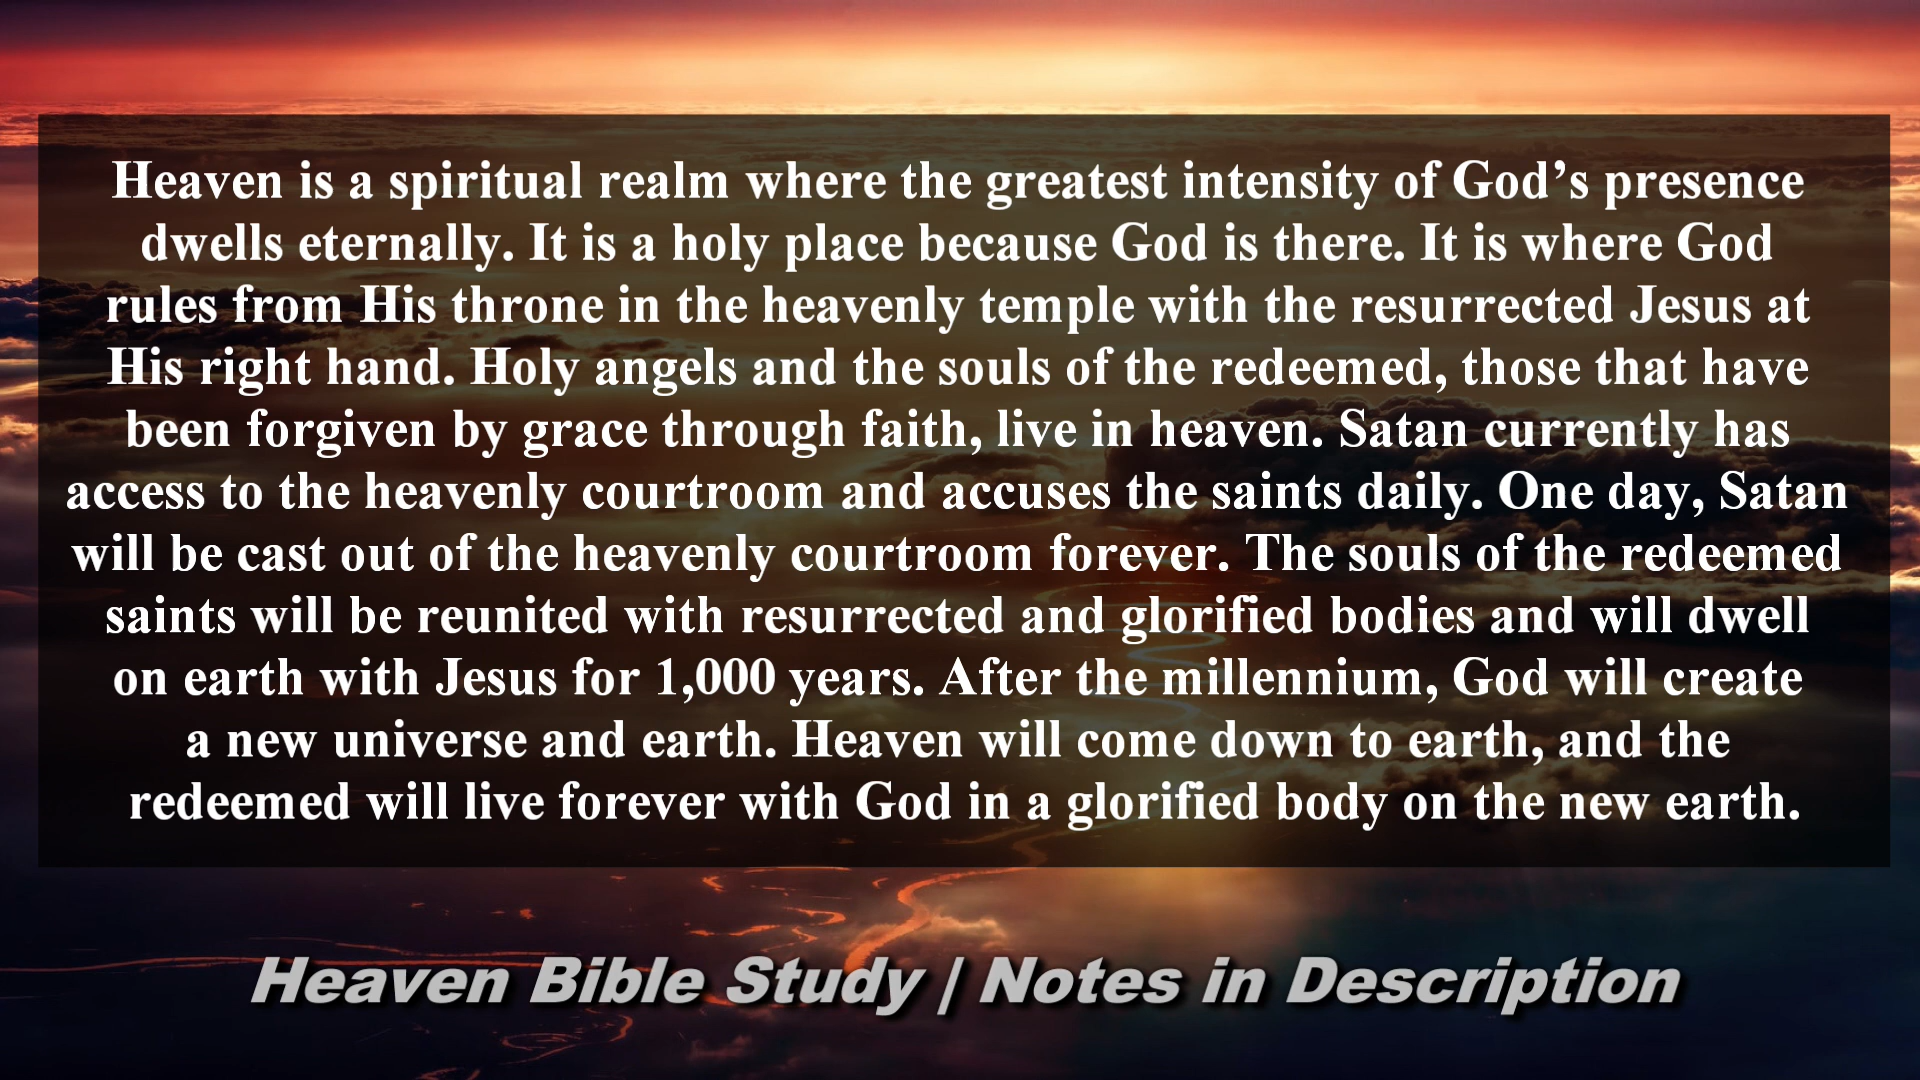 Heaven is a spiritual realm where the greatest intensity of God’s presence
dwells eternally. It is a holy place because God is there. It is where God
rules from His throne in the heavenly temple with the resurrected Jesus at
His right hand. Holy angels and the souls of the redeemed, those that have
been forgiven by grace through faith, live in heaven. Satan currently has
access to the heavenly courtroom and accuses the saints daily. One day, Satan
will be cast out of the heavenly courtroom forever. The souls of the redeemed
saints will be reunited with resurrected and glorified bodies and will dwell
on earth with Jesus for 1,000 years. After the millennium, God will create
a new universe and earth. Heaven will come down to earth, and the
redeemed will live forever with God in a glorified body on the new earth.
Heaven Bible Study | Notes in Description